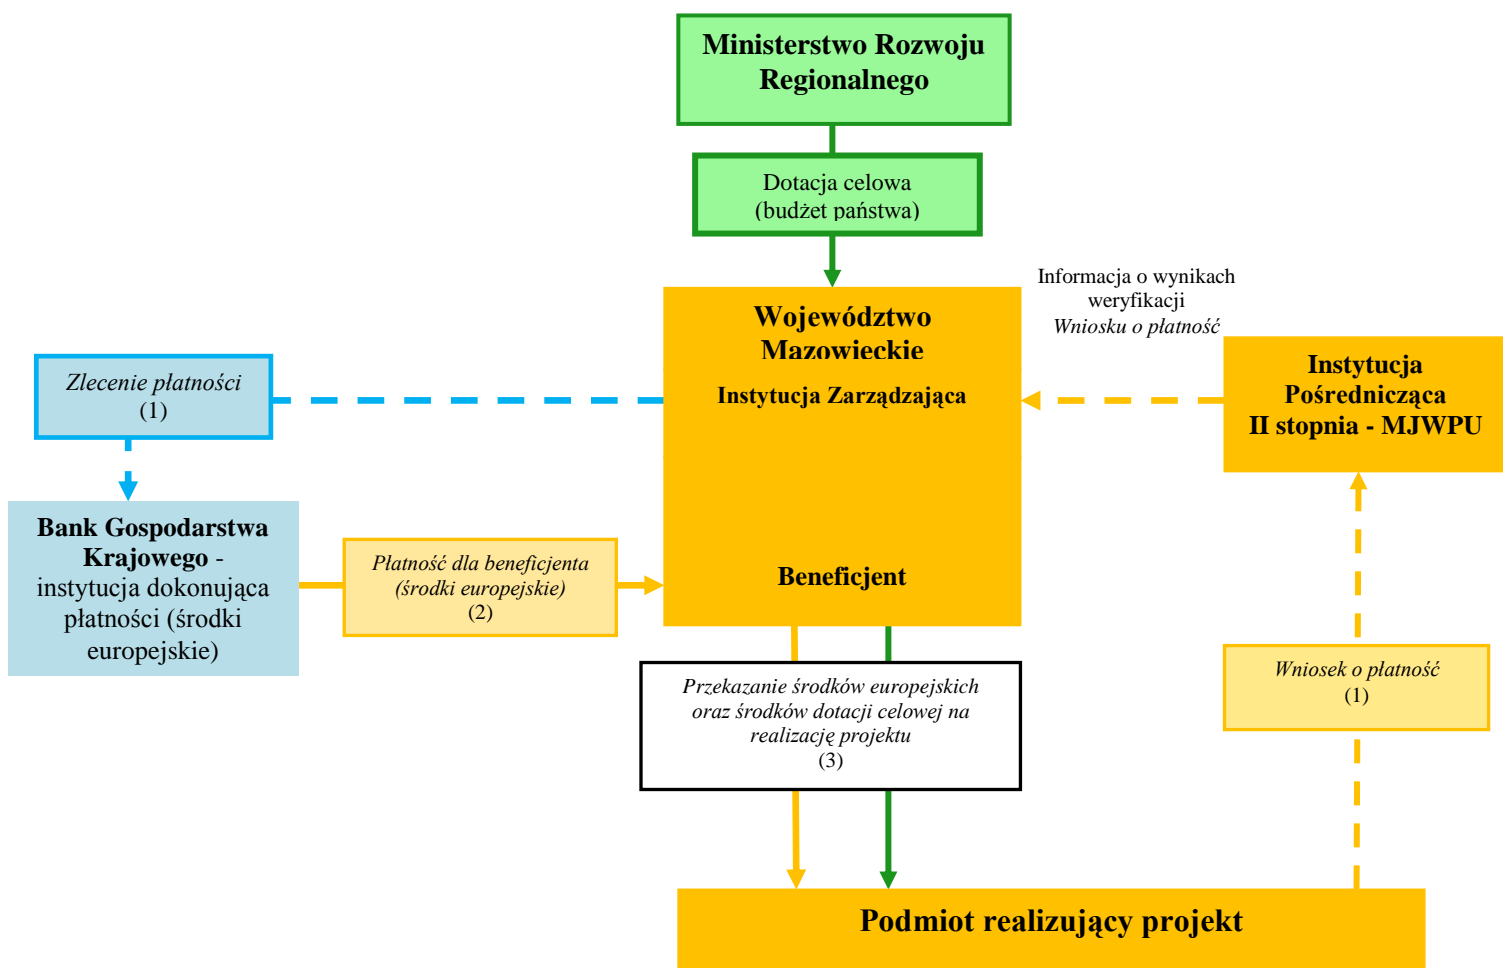 Ministerstwo Rozwoju
Regionalnego
Dotacja celowa
(budżet państwa)
Informacja o wynikach
weryfikacji
Wniosku o płatność
Województwo
Mazowieckie
Instytucja Zarządzająca
Beneficjent
Zlecenie płatności
(1)
Instytucja
Pośrednicząca
II stopnia - MJWPU
Bank Gospodarstwa
Krajowego -
instytucja dokonująca
płatności (środki
europejskie)
Płatność dla beneficjenta
(środki europejskie)
(2)
Przekazanie środków europejskich
oraz środków dotacji celowej na
realizację projektu
(3)
Wniosek o płatność
(1)
Podmiot realizujący projekt